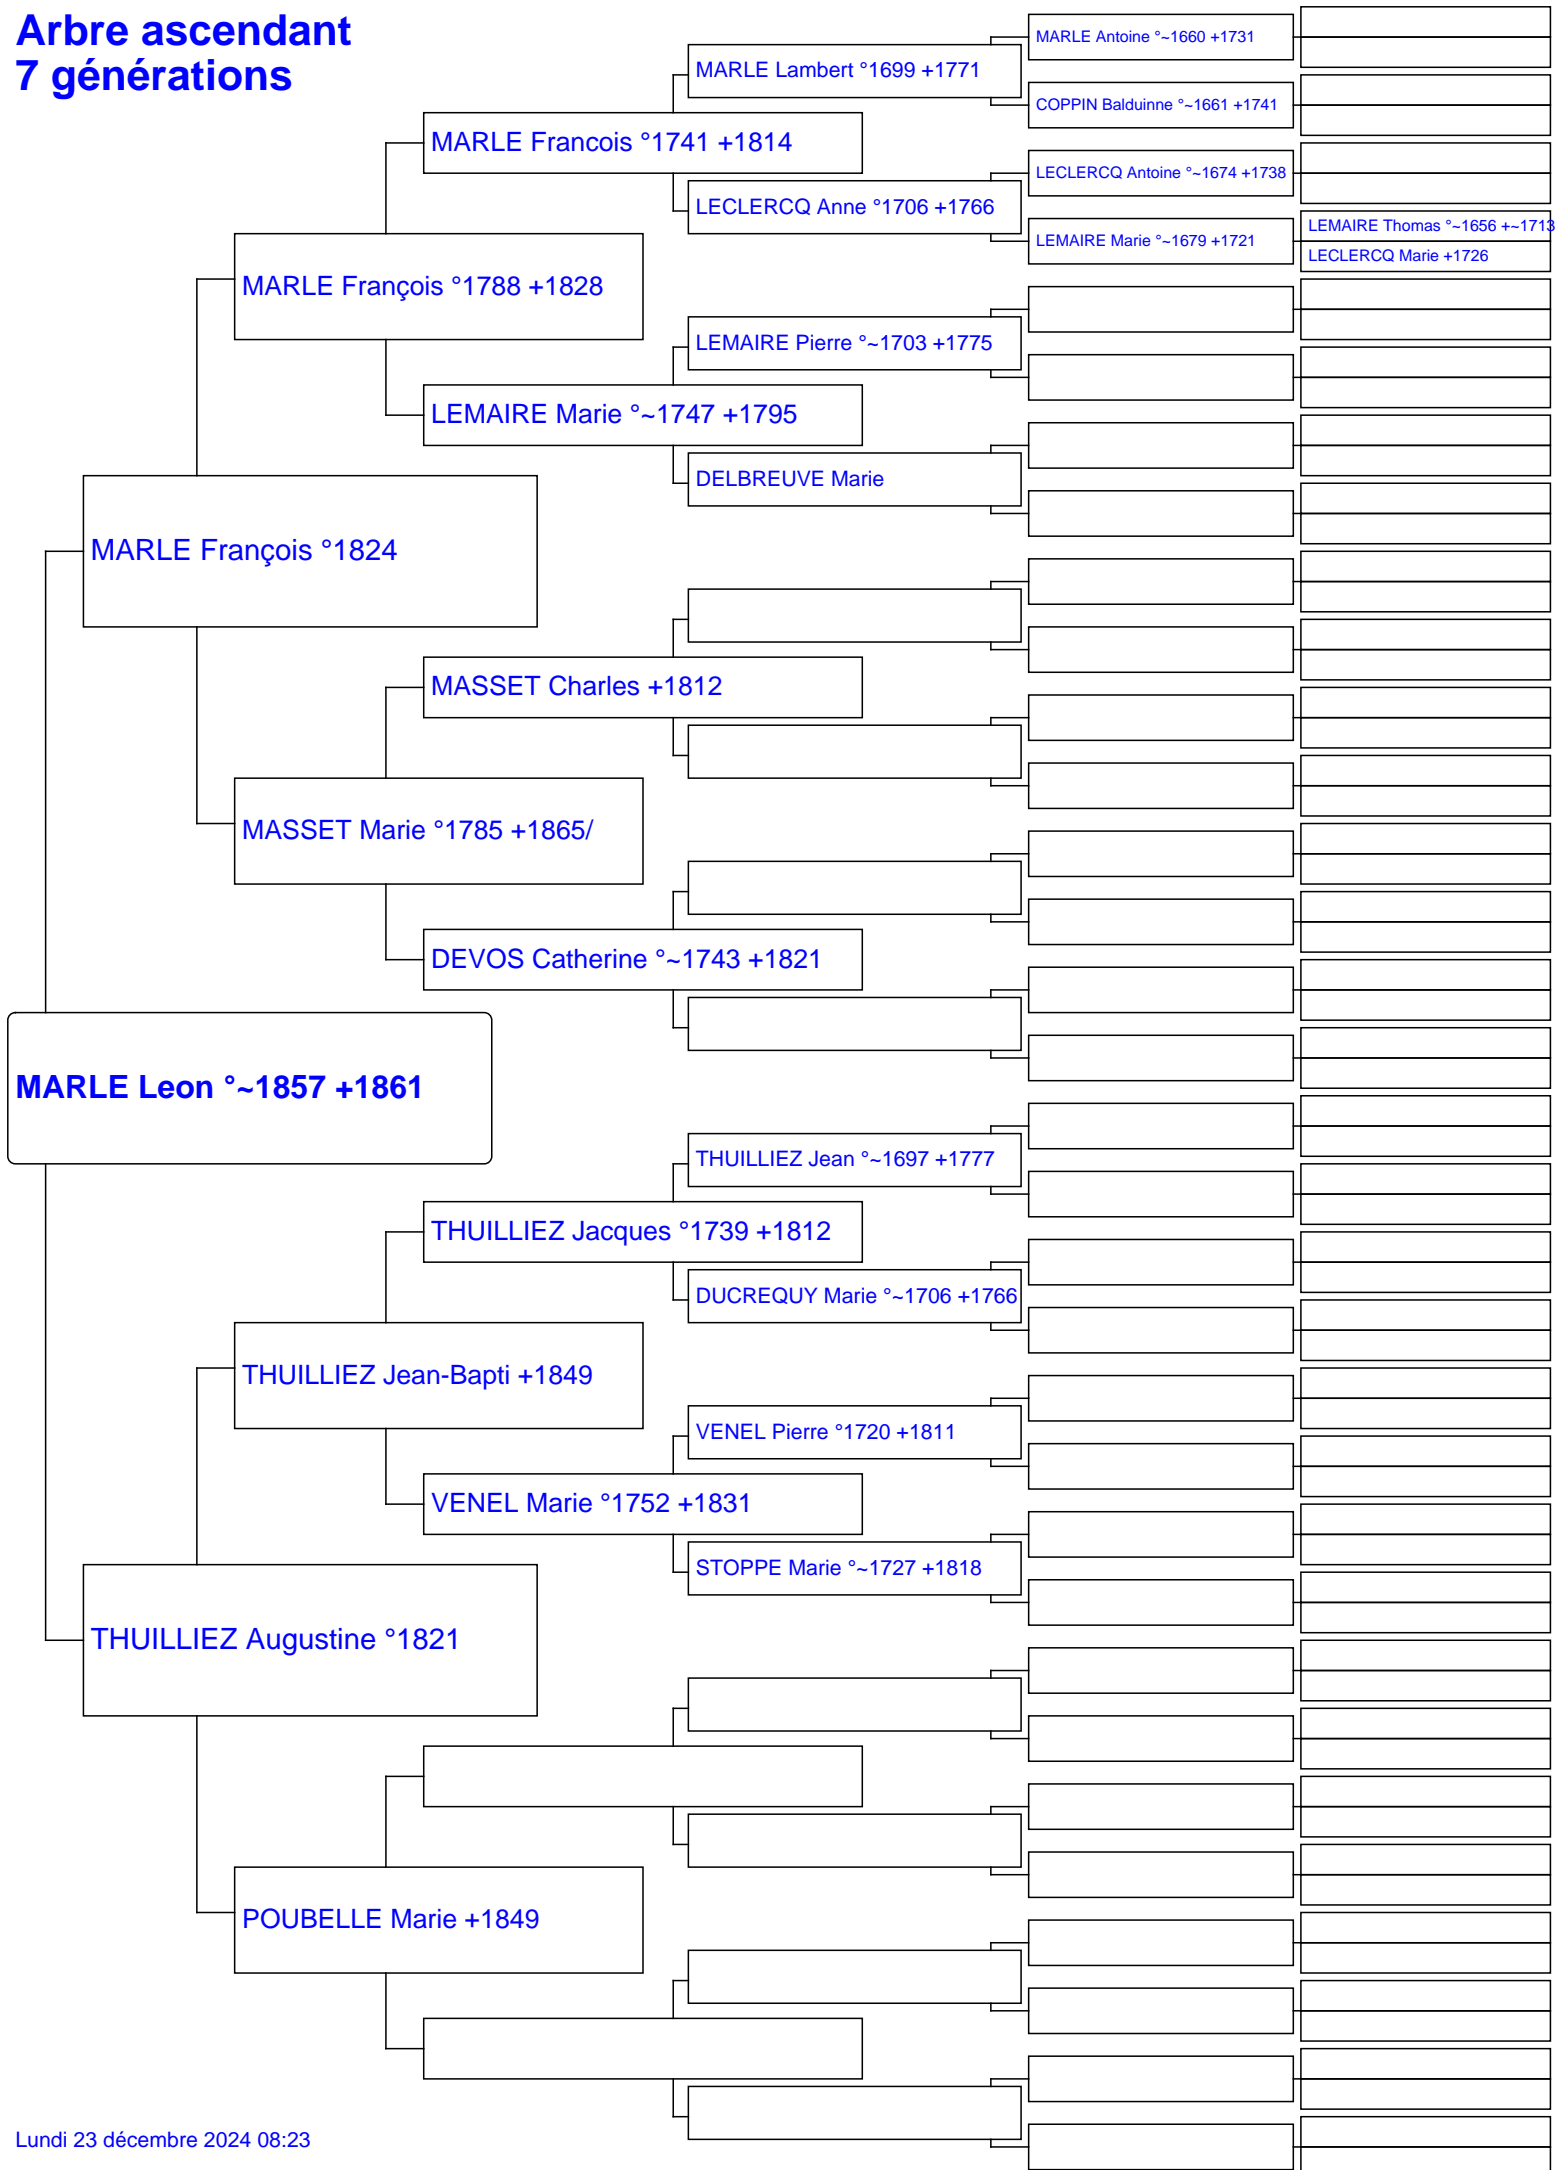 Arbre ascendant
7 générations
MARLE Antoine °~1660 +1731
MARLE Lambert °1699 +1771
COPPIN Balduinne °~1661 +1741
MARLE Francois °1741 +1814
LECLERCQ Antoine °~1674 +1738
LECLERCQ Anne °1706 +1766
LEMAIRE Thomas °~1656 +~1713
LEMAIRE Marie °~1679 +1721
LECLERCQ Marie +1726
MARLE François °1788 +1828
LEMAIRE Pierre °~1703 +1775
LEMAIRE Marie °~1747 +1795
DELBREUVE Marie
MARLE François °1824
MASSET Charles +1812
MASSET Marie °1785 +1865/
DEVOS Catherine °~1743 +1821
MARLE Leon °~1857 +1861
THUILLIEZ Jean °~1697 +1777
THUILLIEZ Jacques °1739 +1812
DUCREQUY Marie °~1706 +1766
THUILLIEZ Jean-Bapti +1849
VENEL Pierre °1720 +1811
VENEL Marie °1752 +1831
STOPPE Marie °~1727 +1818
THUILLIEZ Augustine °1821
POUBELLE Marie +1849
Lundi 23 décembre 2024 08:23